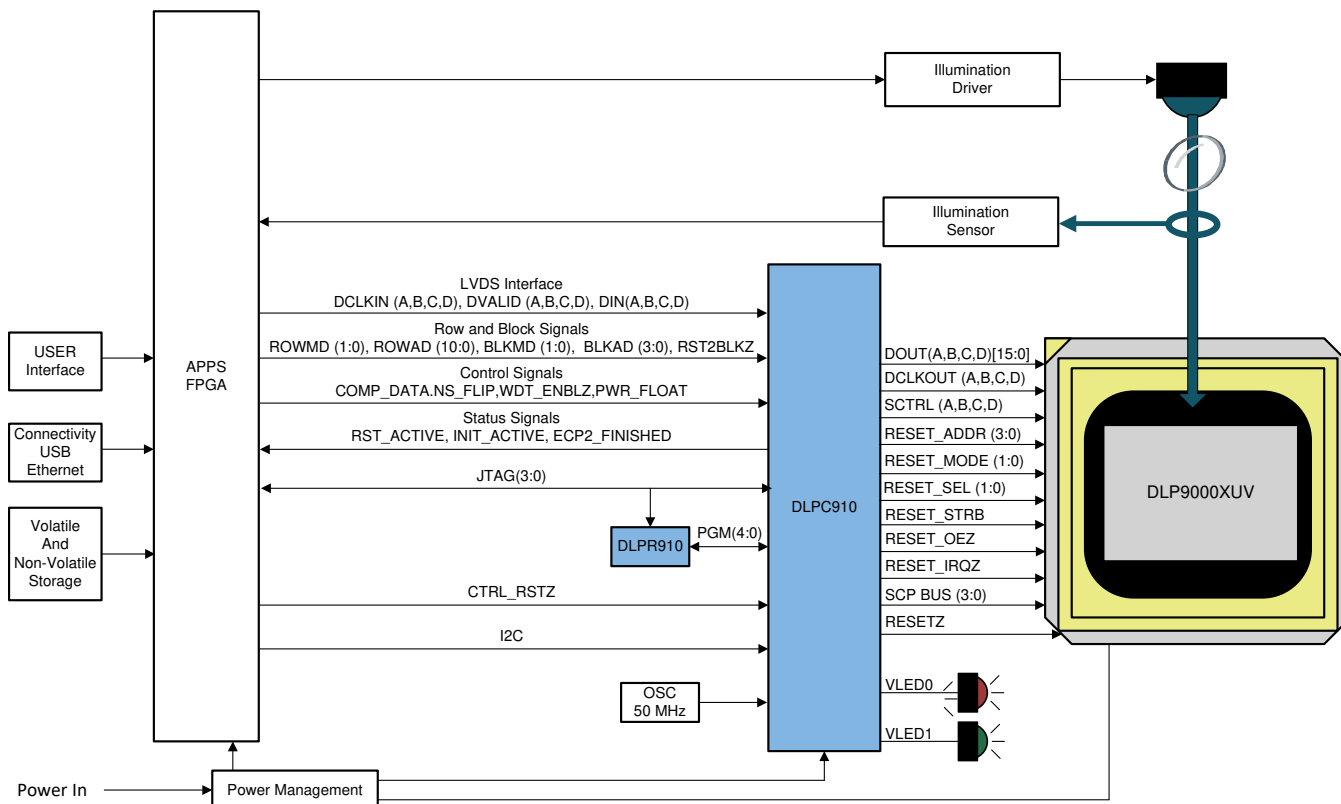 Illumination
Driver
Illumination
Sensor
LVDS Interface
DCLKIN (A,B,C,D), DVALID (A,B,C,D), DIN(A,B,C,D)
Row and Block Signals
ROWMD (1:0), ROWAD (10:0), BLKMD (1:0), BLKAD (3:0), RST2BLKZ
Control Signals
COMP_DATA.NS_FLIP,WDT_ENBLZ,PWR_FLOAT
Status Signals
RST_ACTIVE, INIT_ACTIVE, ECP2_FINISHED
JTAG(3:0)
PGM(4:0)
DLPR910
CTRL_RSTZ
I2C
OSC
50 MHz
USER
Interface
Connectivity
USB
Ethernet
Volatile
And
Non-Volatile
Storage
APPS
FPGA
DLPC910
DOUT(A,B,C,D)[15:0]
DCLKOUT (A,B,C,D)
SCTRL (A,B,C,D)
RESET_ADDR (3:0)
RESET_MODE (1:0)
RESET_SEL (1:0)
RESET_STRB
RESET_OEZ
RESET_IRQZ
SCP BUS (3:0)
RESETZ
VLED0
VLED1
DLP9000XUV
Power In
Power Management